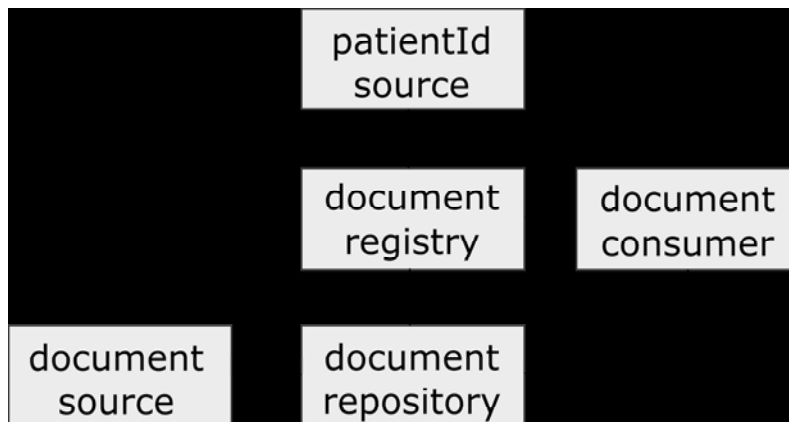 patientId
source
document
registry
document
consumer
document
source
document
repository